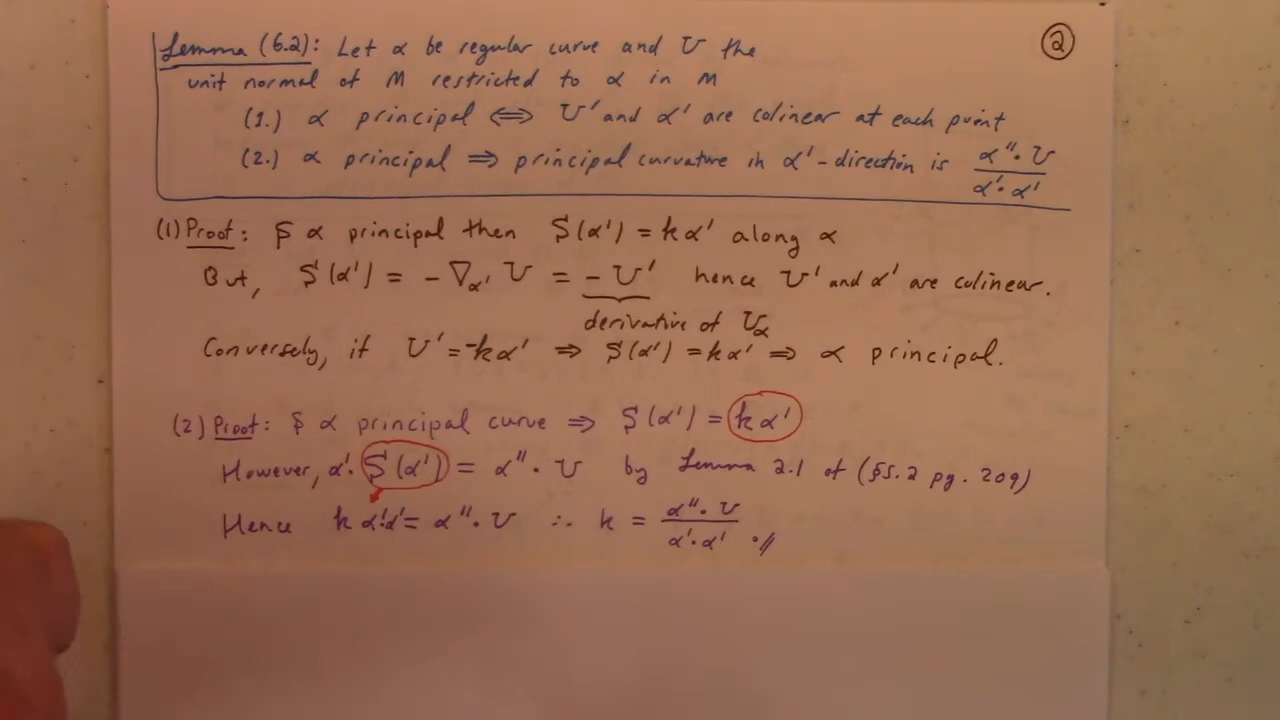 ②
Lemma (6.2): Let α be regular curve and U the
unit normal of M restricted to α in M
(1.) α principal ⟺ U' and α' are colinear at each point
(2.) α principal ⟹ principal curvature in α'-direction is α''·U / α'·α'
(1) Proof: $ α principal then S(α') = kα' along α
But, S(α') = -∇α' U = -U' hence U' and α' are colinear.
derivative of Uα
Conversely, if U' = -kα' ⟹ S(α') = kα' ⟹ α principal.
(2) Proof: $ α principal curve ⟹ S(α') = kα'
However, α'·S(α') = α''·U by Lemma 2.1 of (§5.2 pg. 209)
Hence kα'·α' = α''·U ∴ k = α''·U / α'·α' .//